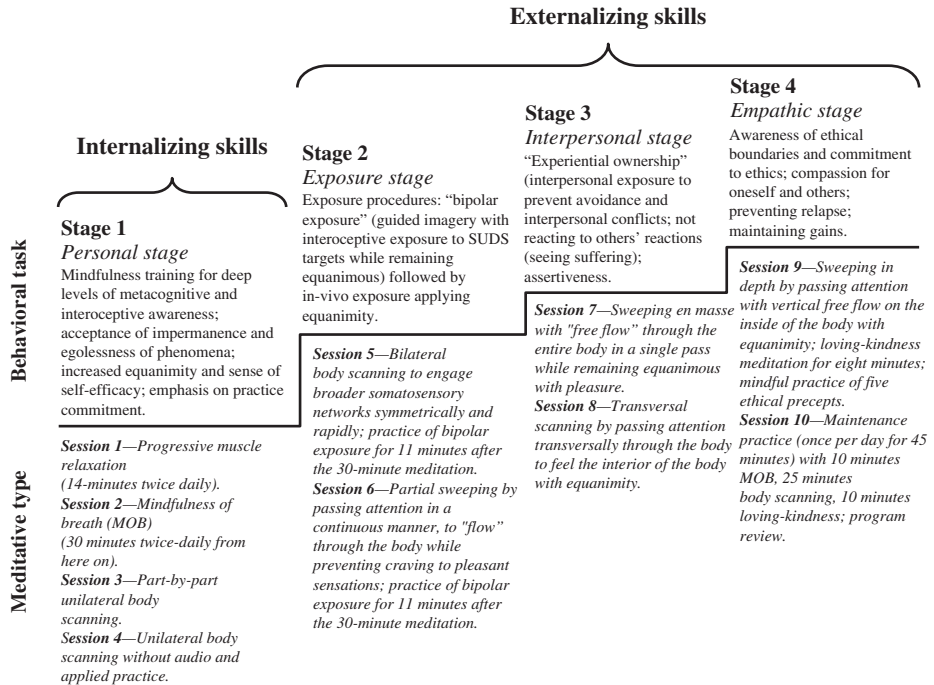 Externalizing skills
Internalizing skills
Behavioral task
Meditative type
Stage 1
Personal stage
Mindfulness training for deep
levels of metacognitive and
interoceptive awareness;
acceptance of impermanence and
egolessness of phenomena;
increased equanimity and sense of
self-efficacy; emphasis on practice
commitment.
Session 1—Progressive muscle
relaxation
(14-minutes twice daily).
Session 2—Mindfulness of
breath (MOB)
(30 minutes twice-daily from
here on).
Session 3—Part-by-part
unilateral body
scanning.
Session 4—Unilateral body
scanning without audio and
applied practice.
Stage 2
Exposure stage
Exposure procedures: “bipolar
exposure” (guided imagery with
interoceptive exposure to SUDS
targets while remaining
equanimous) followed by
in-vivo exposure applying
equanimity.
Session 5—Bilateral
body scanning to engage
broader somatosensory
networks symmetrically and
rapidly; practice of bipolar
exposure for 11 minutes after
the 30-minute meditation.
Session 6—Partial sweeping by
passing attention in a
continuous manner, to "flow”
through the body while
preventing craving to pleasant
sensations; practice of bipolar
exposure for 11 minutes after
the 30-minute meditation.
Stage 3
Interpersonal stage
“Experiential ownership”
(interpersonal exposure to
prevent avoidance and
interpersonal conflicts; not
reacting to others’ reactions
(seeing suffering);
assertiveness.
Session 7—Sweeping en masse
with "free flow” through the
entire body in a single pass
while remaining equanimous
with pleasure.
Session 8—Transversal
scanning by passing attention
transversally through the body
to feel the interior of the body
with equanimity.
Stage 4
Empathic stage
Awareness of ethical
boundaries and commitment
to ethics; compassion for
oneself and others;
preventing relapse;
maintaining gains.
Session 9—Sweeping in
depth by passing attention
with vertical free flow on the
inside of the body with
equanimity; loving-kindness
meditation for eight minutes;
mindful practice of five
ethical precepts.
Session 10—Maintenance
practice (once per day for 45
minutes) with 10 minutes
MOB, 25 minutes
body scanning, 10 minutes
loving-kindness; program
review.